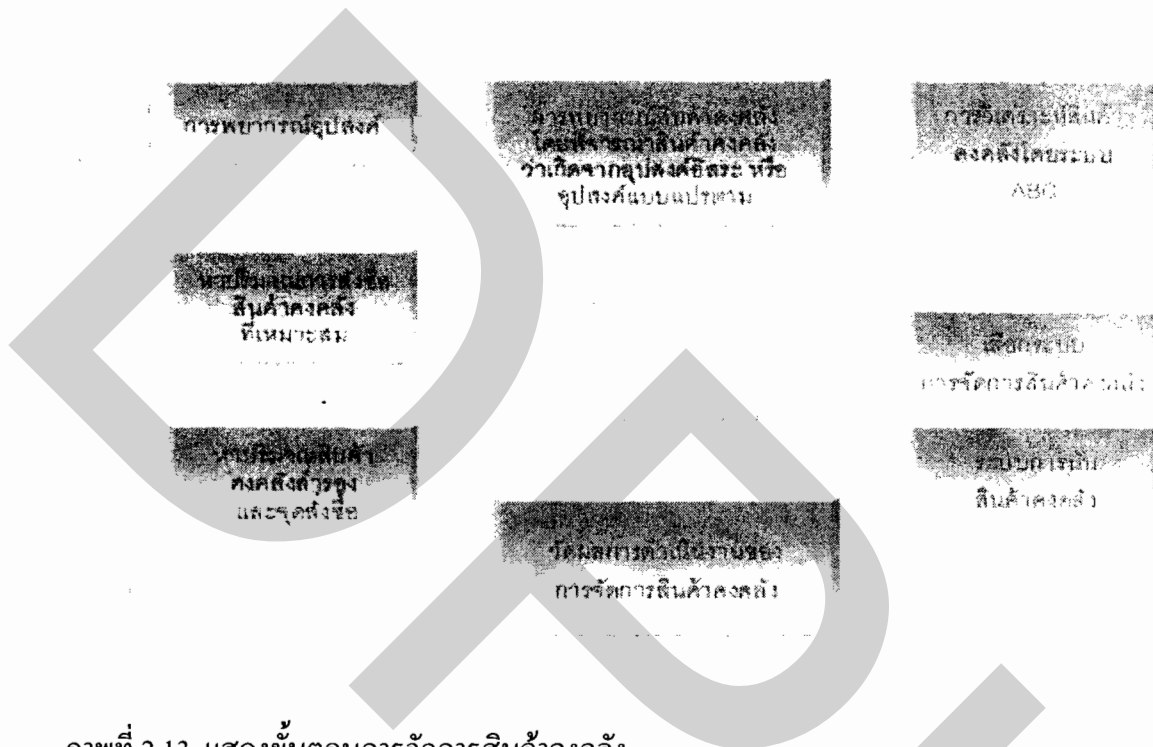 การพยากรณ์อุปสงค์
การพยากรณ์สินค้าคงคลัง
โดยพิจารณาสินค้าคงคลัง
ว่าเกิดจากอุปสงค์อิสระ หรือ
อุปสงค์แบบแปรตาม
การวิเคราะห์สินค้า
คงคลังโดยระบบ
ABC
หาปริมาณการสั่งซื้อ
สินค้าคงคลัง
ที่เหมาะสม
เลือกระบบ
การจัดการสินค้าคงคลัง
หาปริมาณสินค้า
คงคลังสำรอง
และจุดสั่งซื้อ
ระบบการนับ
สินค้าคงคลัง
วัดผลการดำเนินงานของ
การจัดการสินค้าคงคลัง
ภาพที่ 2.12 แสดงขั้นตอนการจัดการสินค้าคงคลัง